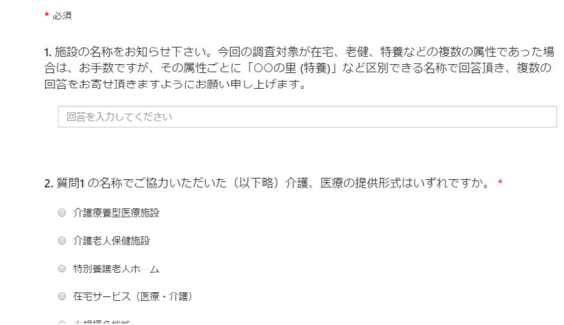 * 必須
1. 施設の名称をお知らせ下さい。今回の調査対象が在宅、老健、特養などの複数の属性であった場
合は、お手数ですが、その属性ごとに「○○の里 (特養)」など区別できる名称で回答頂き、複数の
回答をお寄せ頂きますようにお願い申し上げます。
回答を入力してください
2. 質問1 の名称でご協力いただいた（以下略）介護、医療の提供形式はいずれですか。 *
介護療養型医療施設
介護老人保健施設
特別養護老人ホ ーム
在宅サービス（医療・介護）